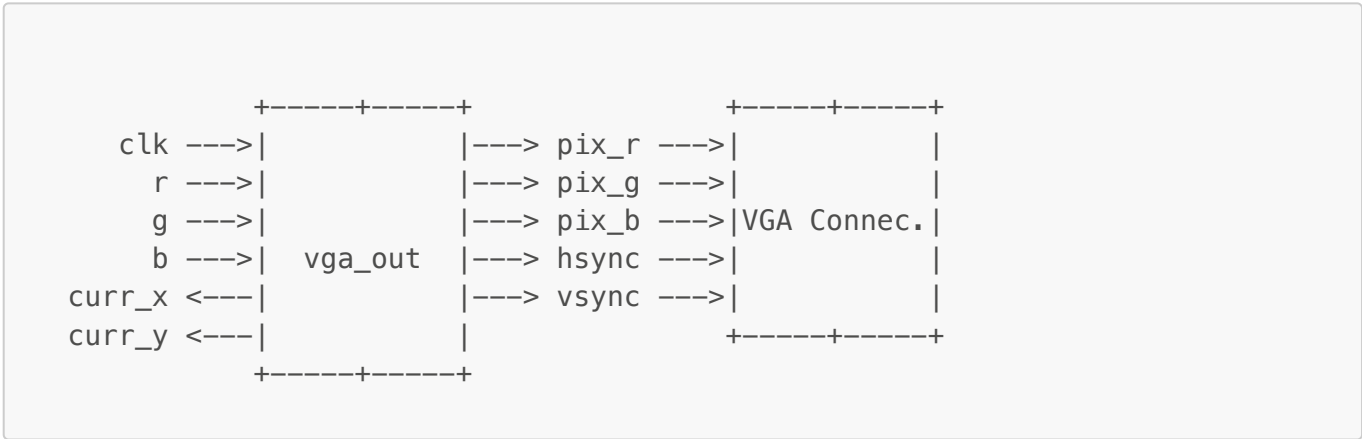 +-----+-----+ +-----+-----+
clk --->| |---> pix_r --->| |
r --->| |---> pix_g --->| |
g --->| |---> pix_b --->|VGA Connec.|
b --->| vga_out |---> hsync --->| |
curr_x <---| |---> vsync --->| |
curr_y <---| | +-----+-----+
+-----+-----+